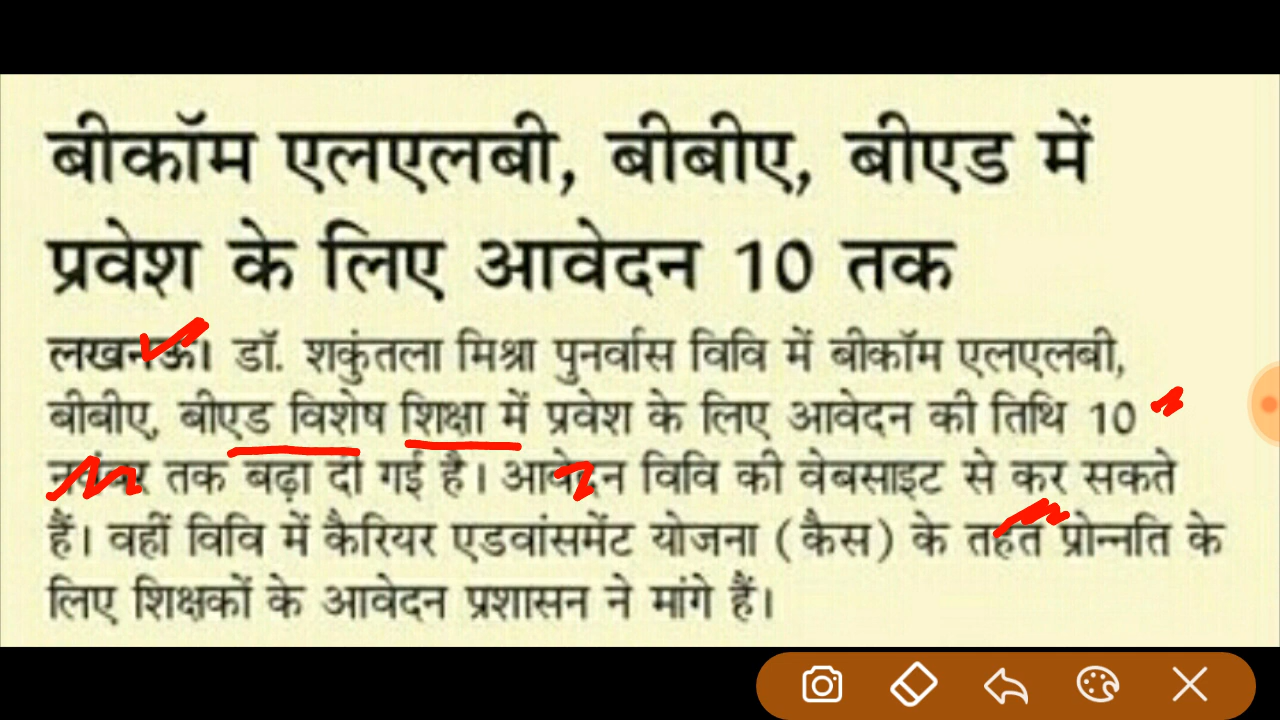 बीकॉम एलएलबी, बीबीए, बीएड में
प्रवेश के लिए आवेदन 10 तक
लखनऊ। डॉ. शकुंतला मिश्रा पुनर्वास विवि में बीकॉम एलएलबी,
बीबीए, बीएड विशेष शिक्षा में प्रवेश के लिए आवेदन की तिथि 10
नवंबर तक बढ़ा दी गई है। आवेदन विवि की वेबसाइट से कर सकते
हैं। वहीं विवि में कैरियर एडवांसमेंट योजना (कैस) के तहत प्रोन्नति के
लिए शिक्षकों के आवेदन प्रशासन ने मांगे हैं।